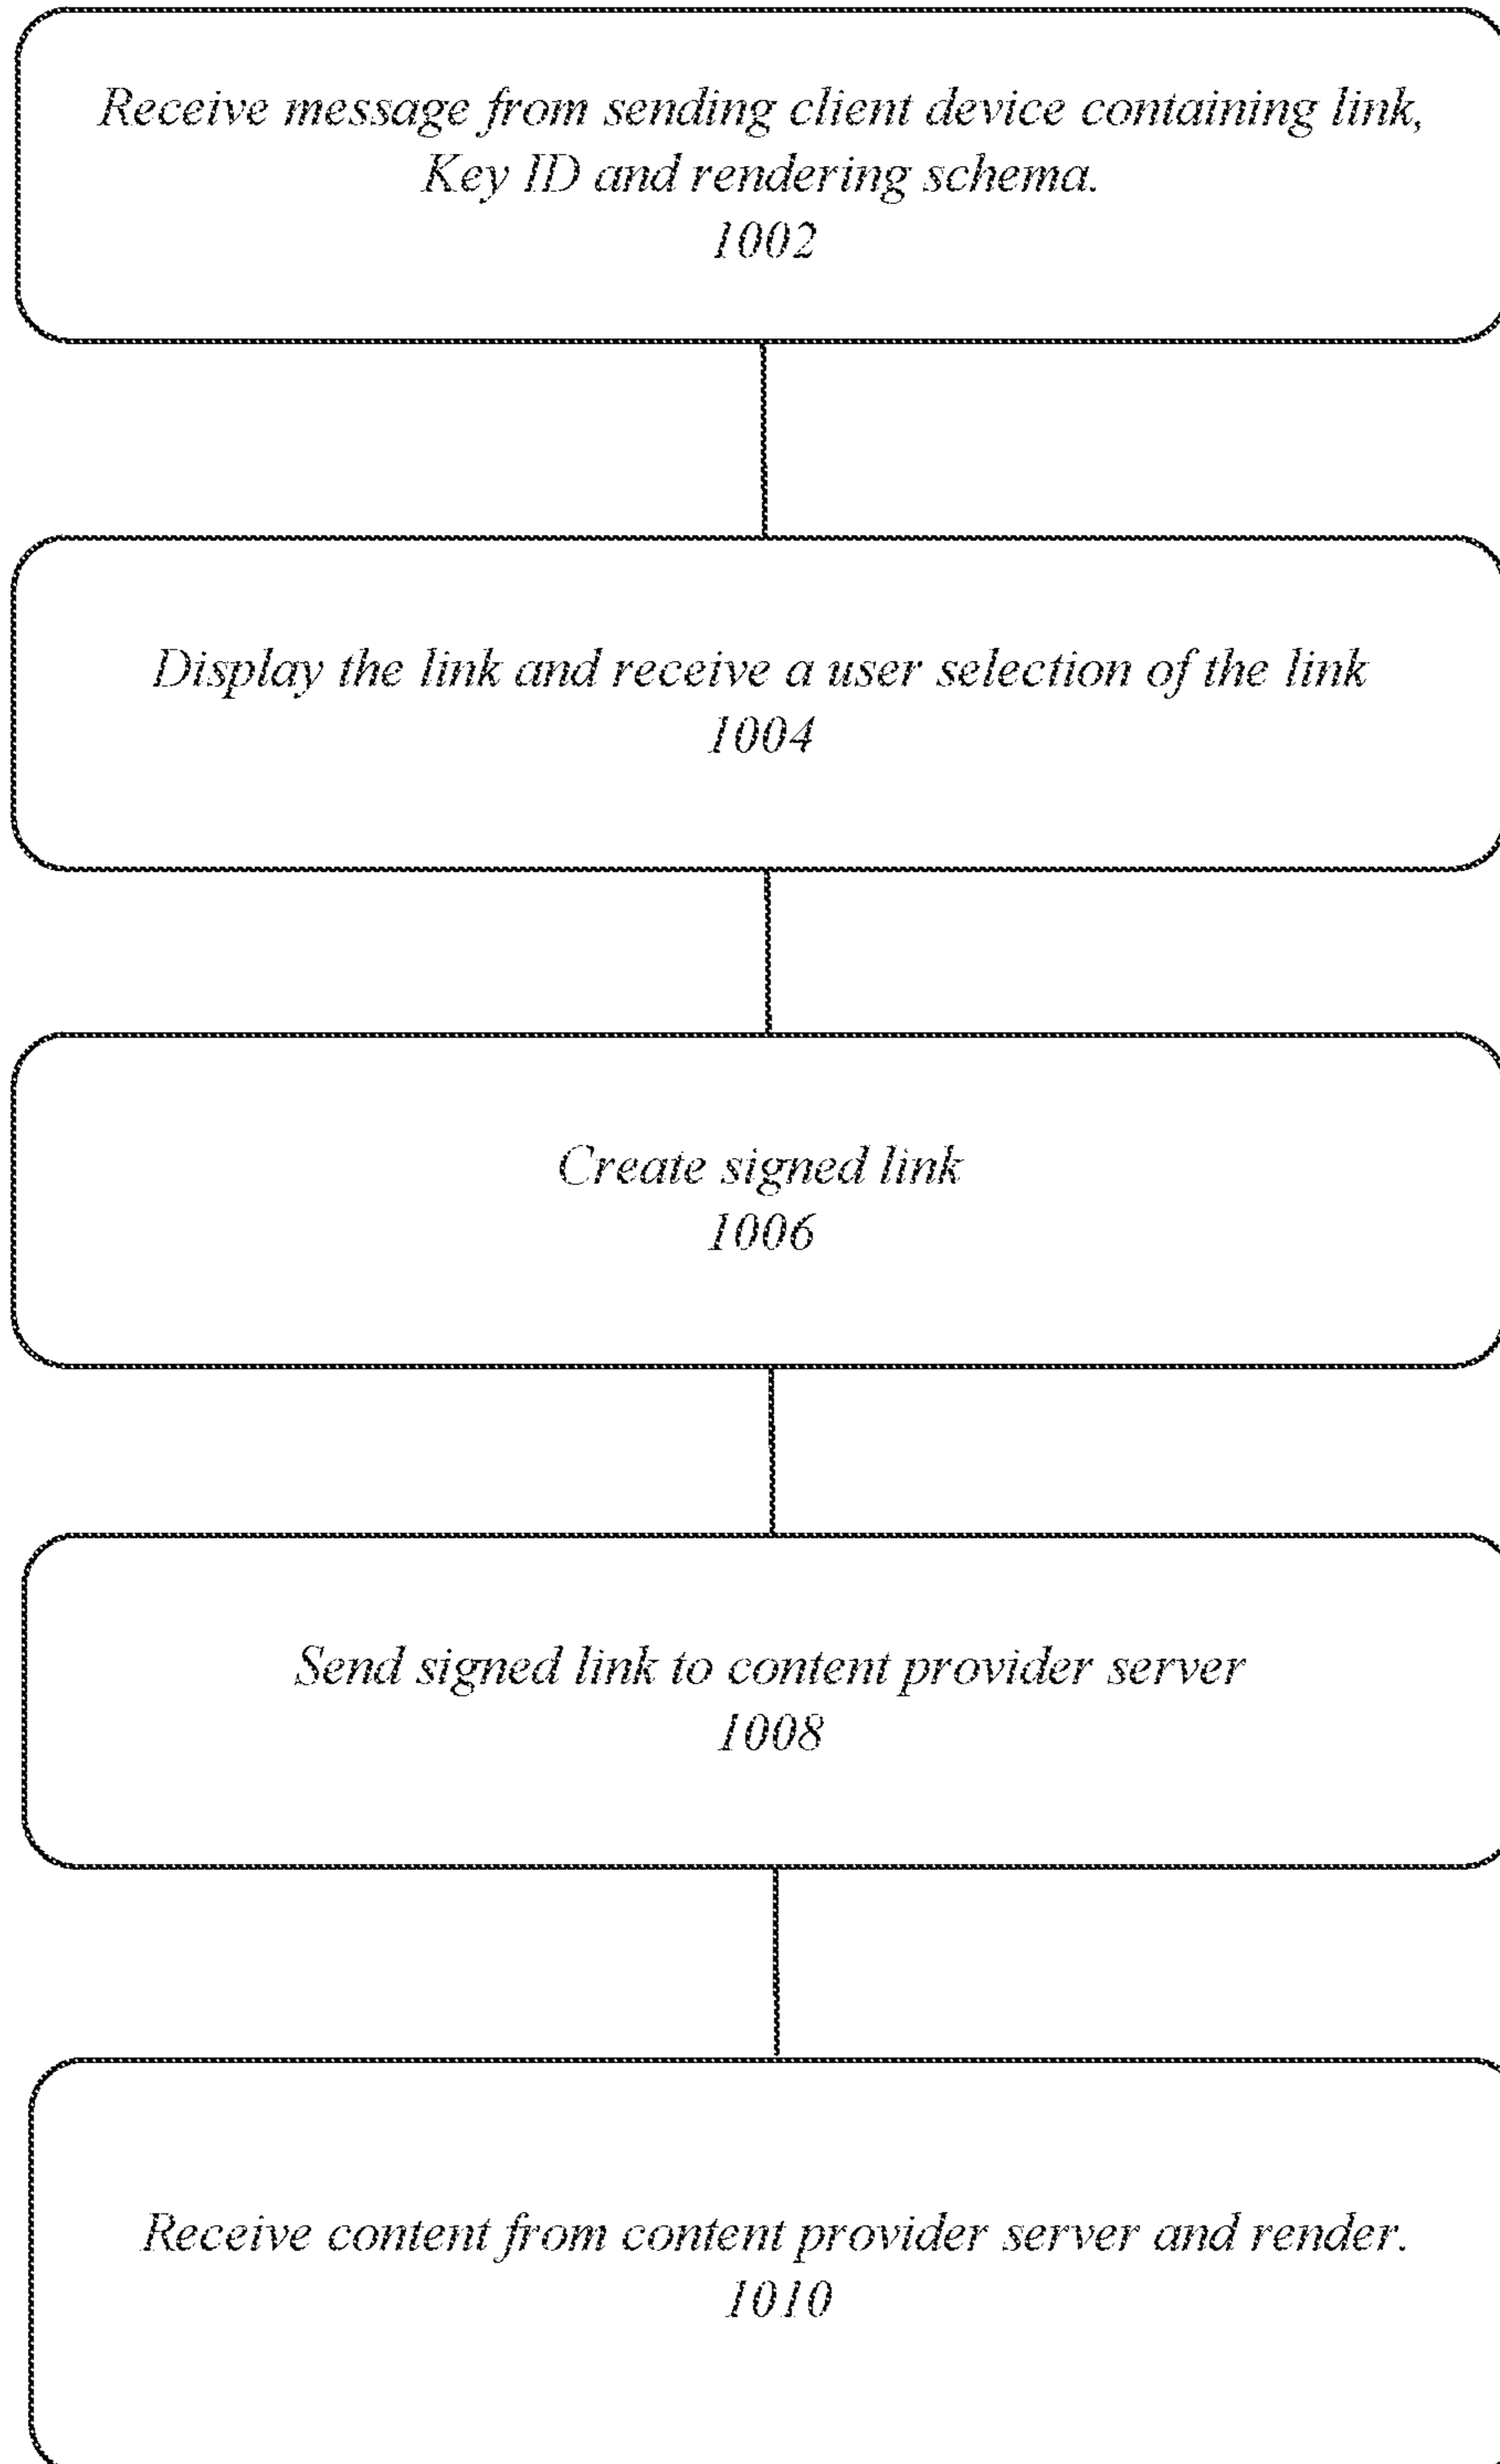 Receive message from sending client device containing link,
Key ID and rendering schema.
1002
Display the link and receive a user selection of the link
1004
Create signed link
1006
Send signed link to content provider server
1008
Receive content from content provider server and render.
1010